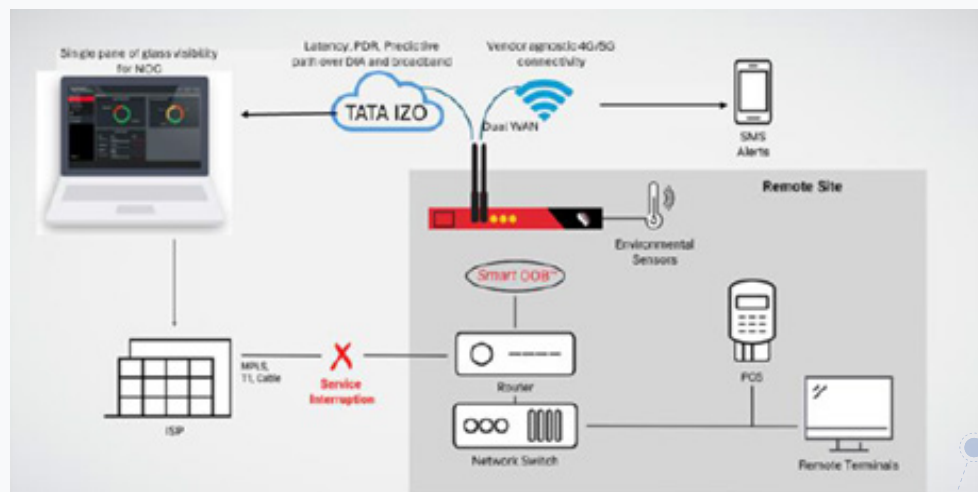 Single pane of glass visibility
for NOC
Latency, PDR, Predictive
path over DIA and broadband
Vendor agnostic 4G/5G
connectivity
TATA IZO
Dual WAN
SMS
Alerts
Remote Site
Environmental
Sensors
Smart OOB™
MPLS,
T1, Cable
Service
Interruption
ISP
Router
POS
Network Switch
Remote Terminals